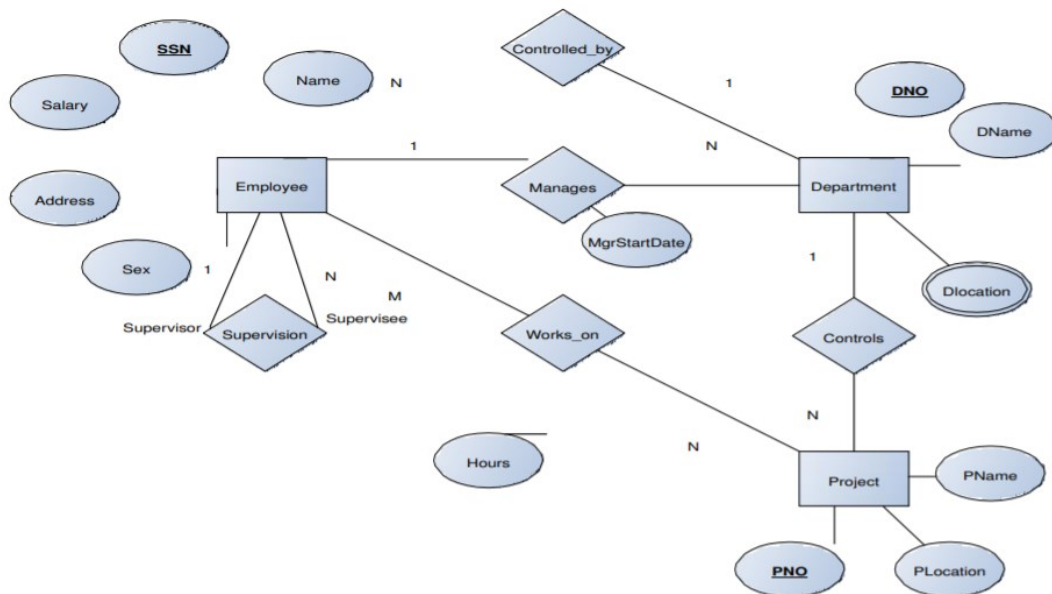 SSN
Controlled_by
Name
N
1
DNO
Salary
DName
1
N
Employee
Manages
Department
Address
MgrStartDate
Sex
1
N
1
M
Dlocation
Supervisor
Supervisee
Supervision
Works_on
Controls
N
N
Hours
PName
Project
PNO
PLocation